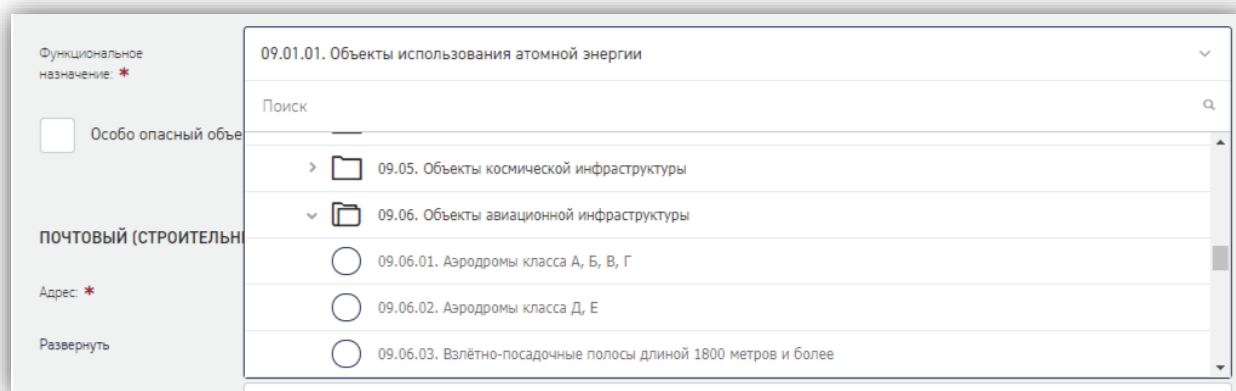 Функциональное
назначение: *
09.01.01. Объекты использования атомной энергии
Поиск
Особо опасный объе
09.05. Объекты космической инфраструктуры
09.06. Объекты авиационной инфраструктуры
ПОЧТОВЫЙ (СТРОИТЕЛЬН
09.06.01. Аэродромы класса А, Б, В, Г
Адрес: *
09.06.02. Аэродромы класса Д, Е
Развернуть
09.06.03. Взлётно-посадочные полосы длиной 1800 метров и более